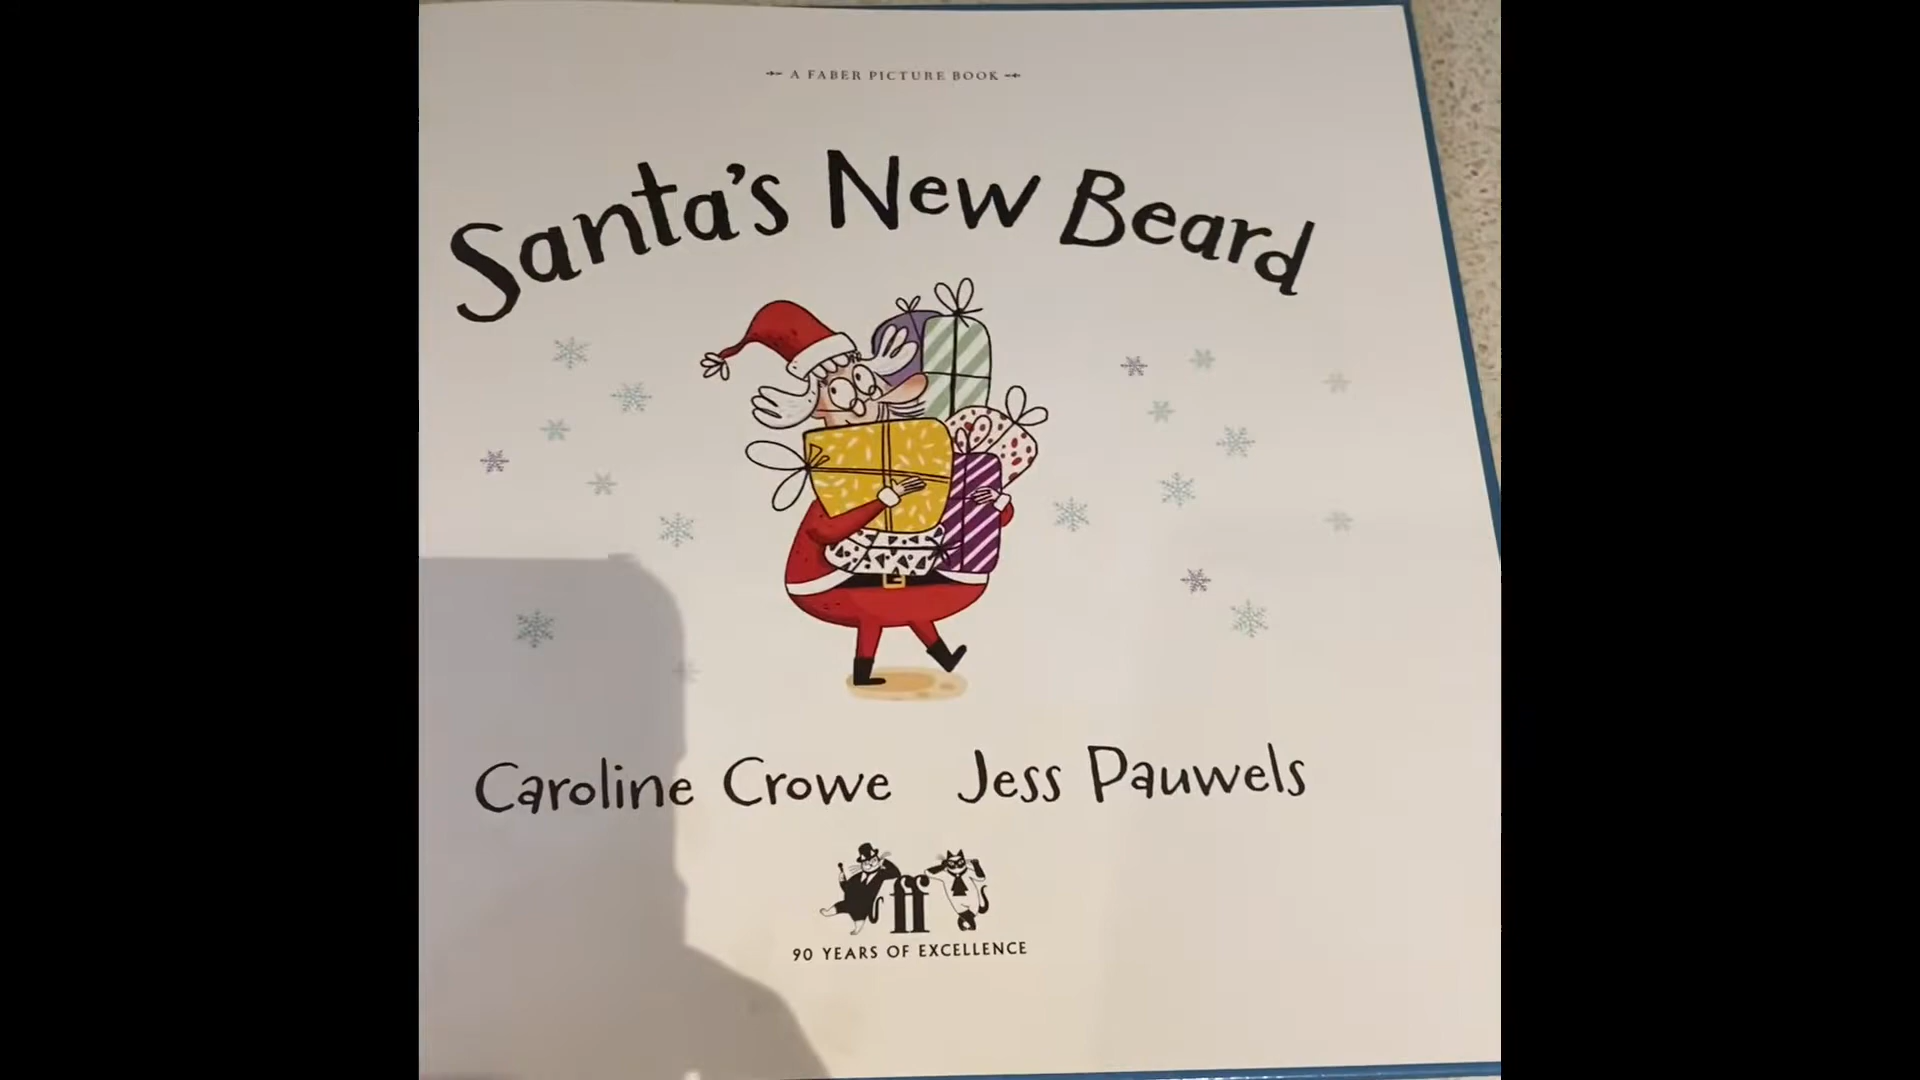 A FABER PICTURE BOOK
Santa's New Beard
Caroline Crowe Jess Pauwels
ff
90 YEARS OF EXCELLENCE